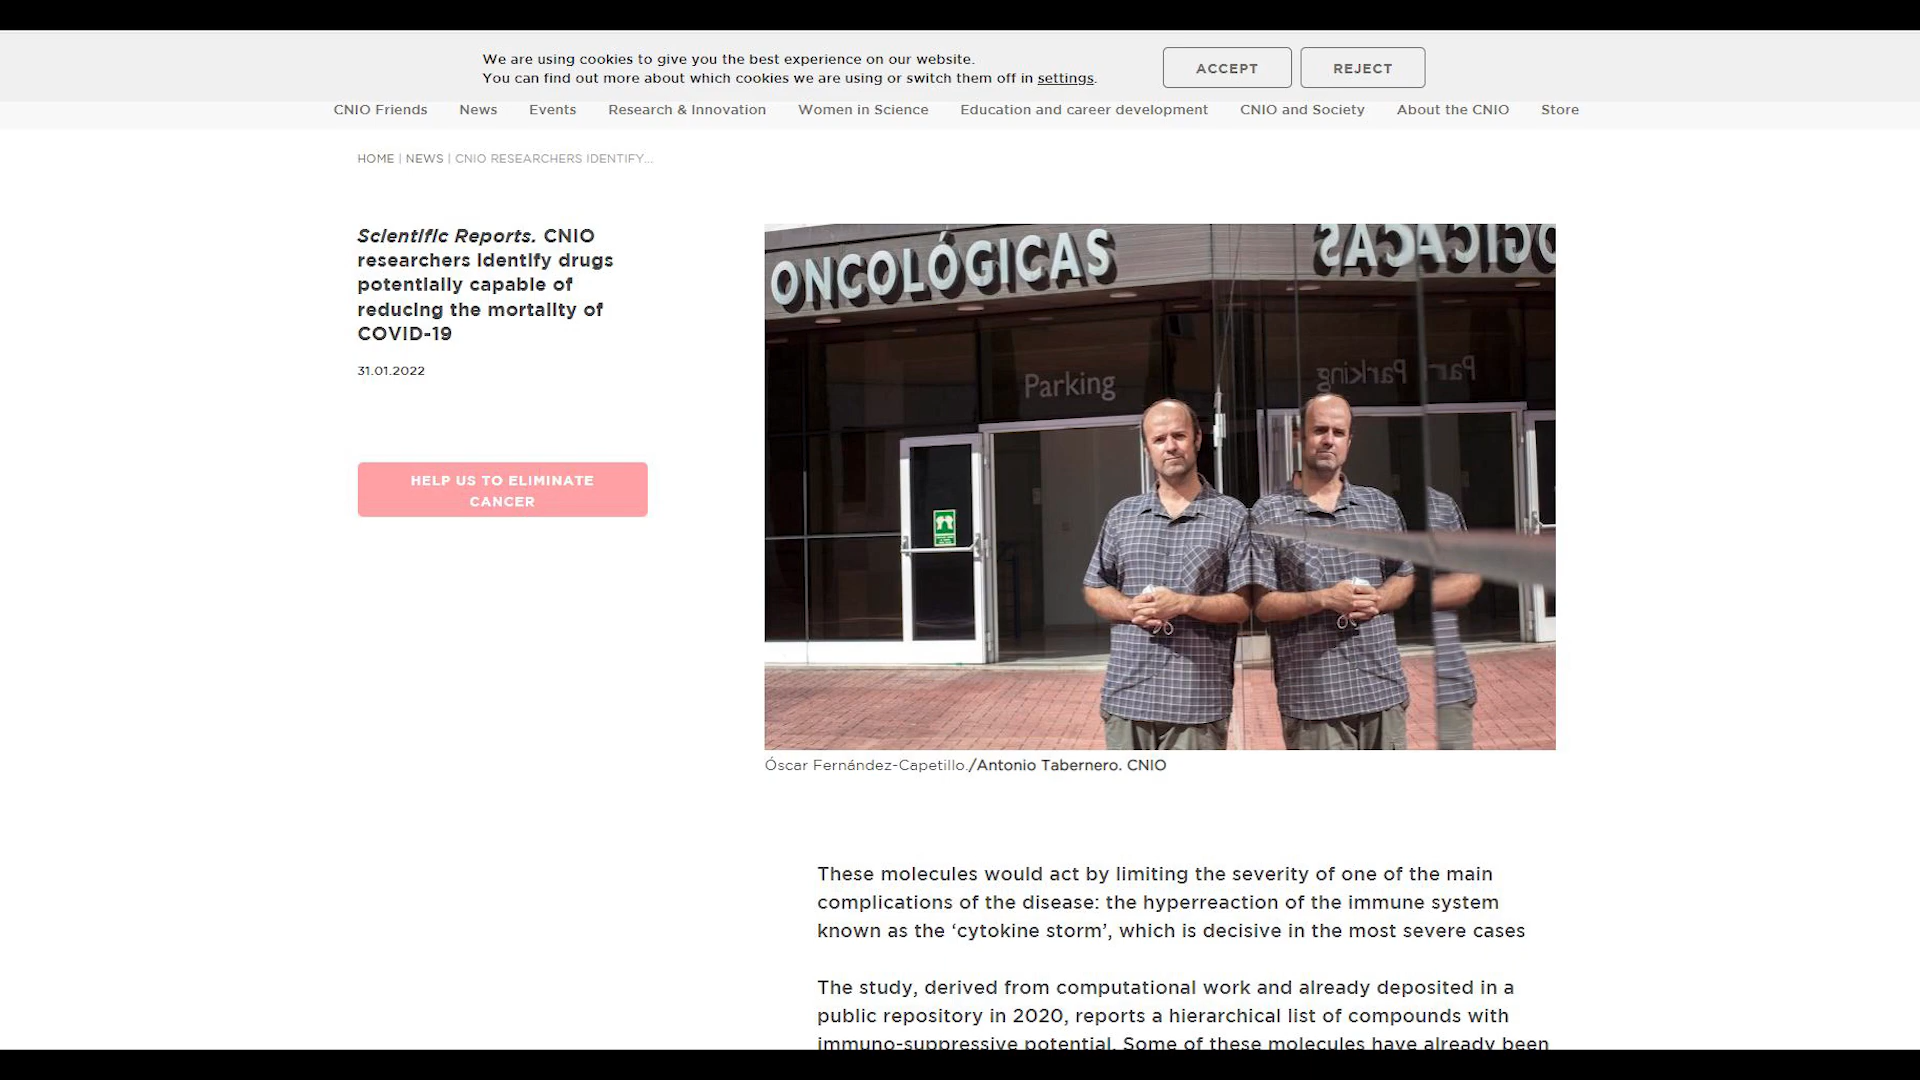 We are using cookies to give you the best experience on our website.
You can find out more about which cookies we are using or switch them off in settings.
ACCEPT
REJECT
CNIO Friends
News
Events
Research & Innovation
Women in Science
Education and career development
CNIO and Society
About the CNIO
Store
HOME | NEWS | CNIO RESEARCHERS IDENTIFY...
Scientific Reports. CNIO
researchers identify drugs
potentially capable of
reducing the mortality of
COVID-19
31.01.2022
HELP US TO ELIMINATE
CANCER
ONCOLÓGICAS
Parking
Óscar Fernández-Capetillo./Antonio Tabernero. CNIO
These molecules would act by limiting the severity of one of the main
complications of the disease: the hyperreaction of the immune system
known as the ‘cytokine storm’, which is decisive in the most severe cases
The study, derived from computational work and already deposited in a
public repository in 2020, reports a hierarchical list of compounds with
immuno-suppressive potential. Some of these molecules have already been